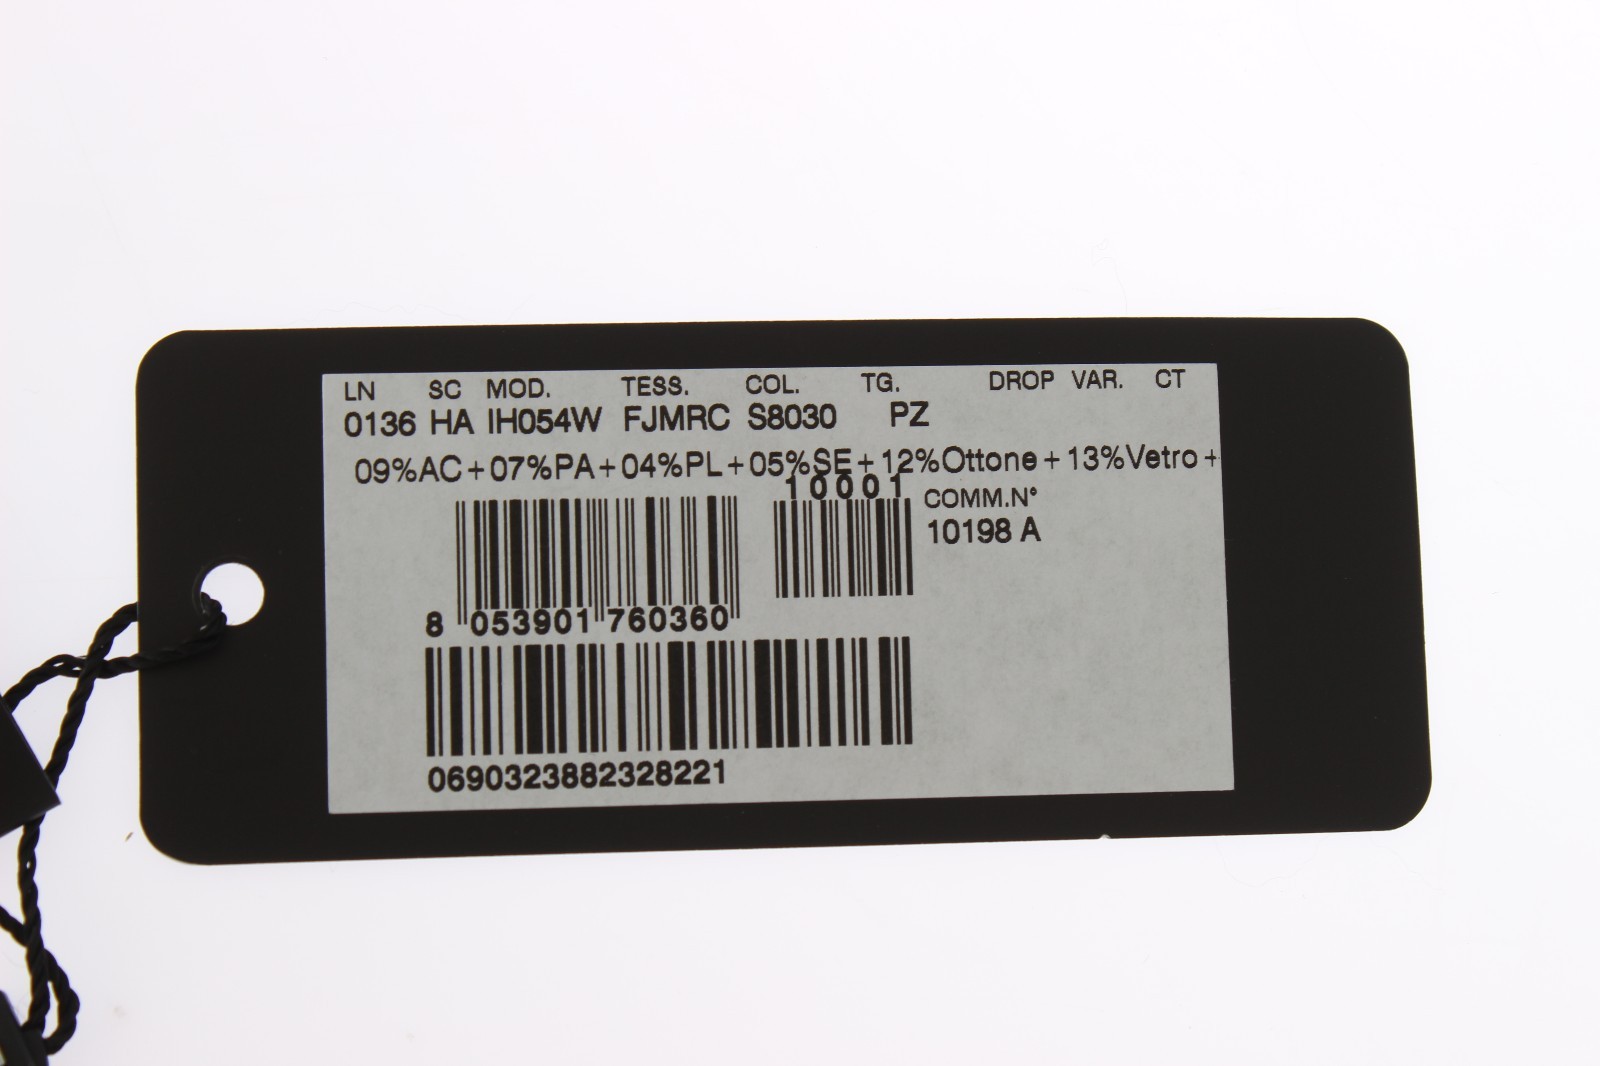 LN SC MOD. TESS. COL. TG. DROP VAR. CT
0136 HA IH054W FJMRC S8030 PZ
09%AC+07%PA+04%PL+05%SE+12%Ottone+13%Vetro+
10001 COMM.N°
10198 A
8 053901 760360
0690323882328221